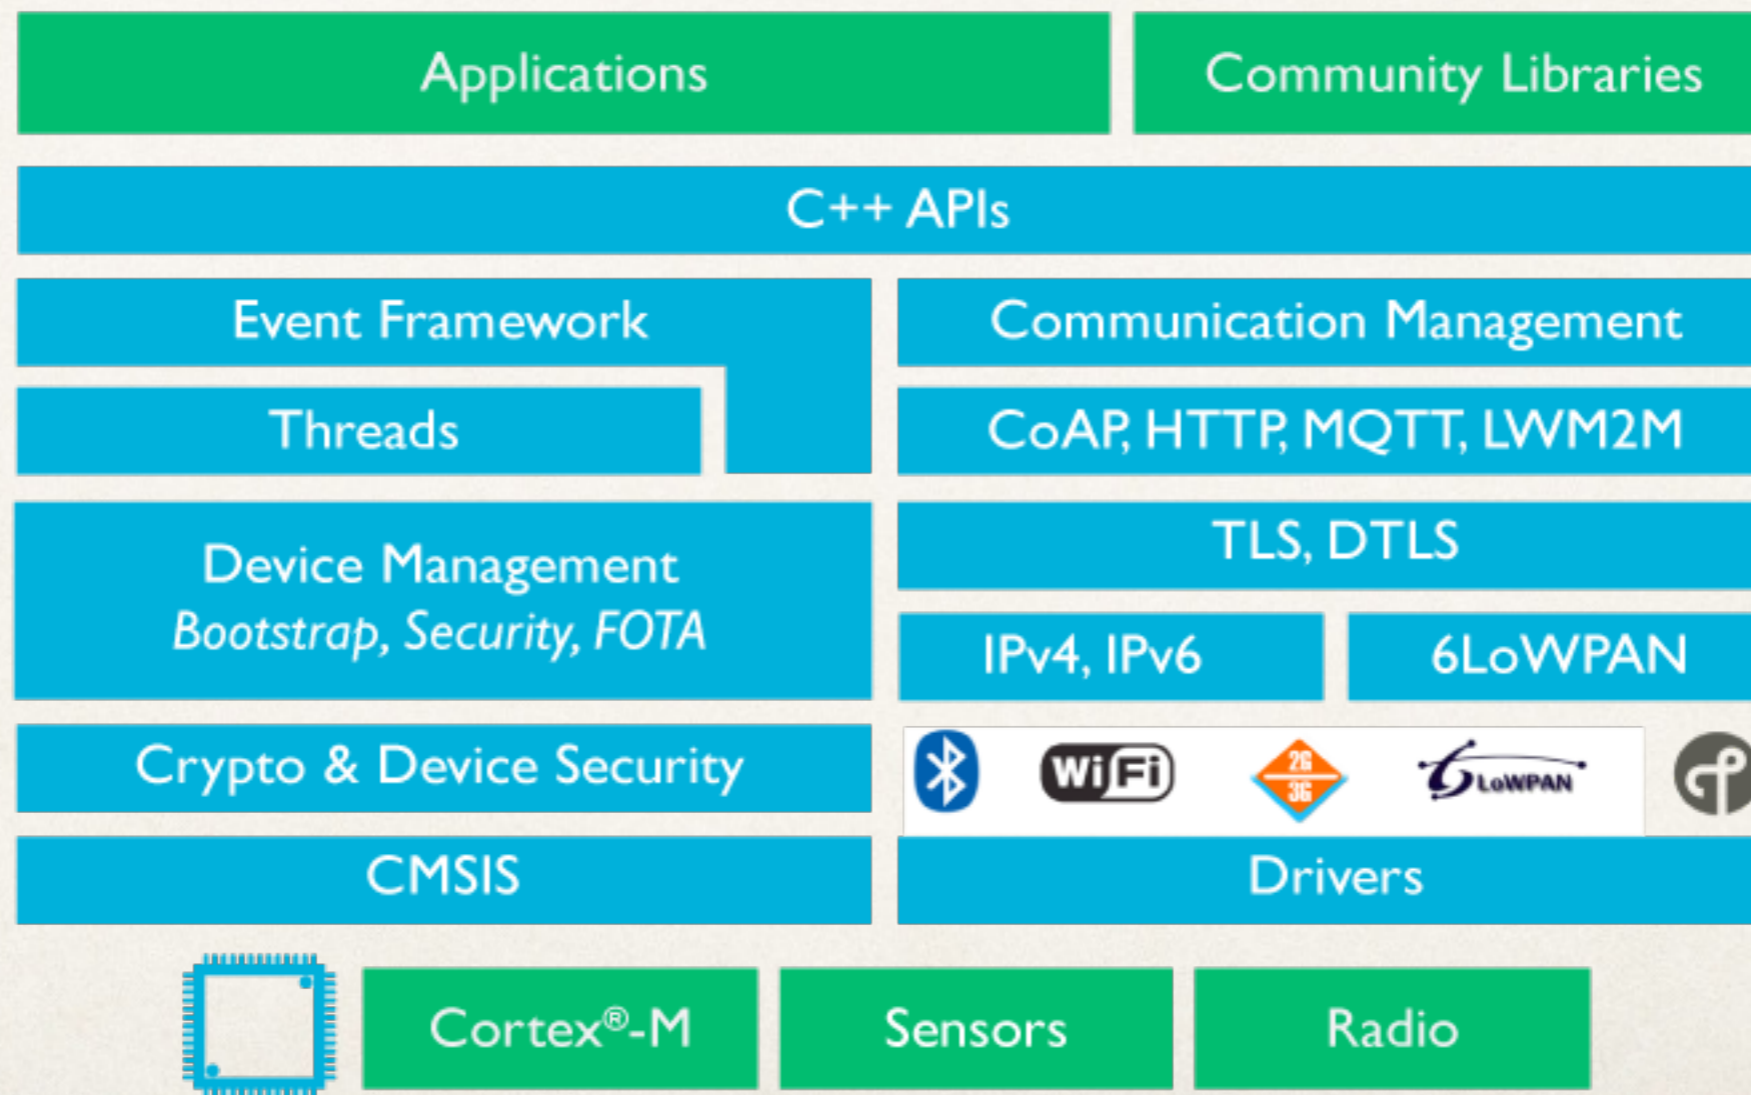 Applications
Community Libraries
C++ APIs
Event Framework
Communication Management
Threads
CoAP, HTTP, MQTT, LWM2M
Device Management
Bootstrap, Security, FOTA
TLS, DTLS
IPv4, IPv6
6LoWPAN
Crypto & Device Security
WiFi
2G
3G
6LoWPAN
CMSIS
Drivers
Cortex®-M
Sensors
Radio